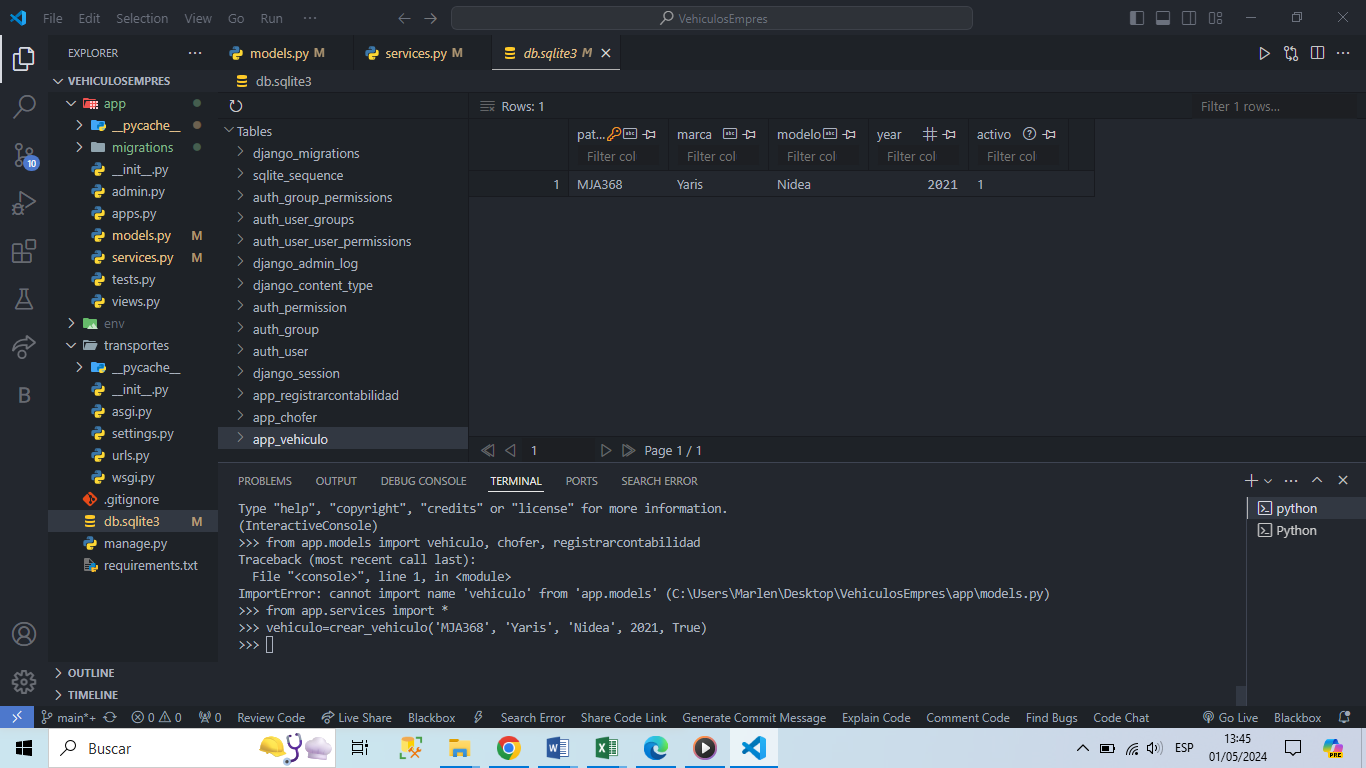 File Edit Selection View Go Run ··· VehiculosEmpres
EXPLORER ···
VEHICULOSEMPRES
app
__pycache__
migrations
__init__.py
admin.py
apps.py
models.py M
services.py M
tests.py
views.py
env
transportes
__pycache__
__init__.py
asgi.py
settings.py
urls.py
wsgi.py
.gitignore
db.sqlite3 M
manage.py
requirements.txt
OUTLINE
TIMELINE
10
B
models.py M services.py M db.sqlite3 M
db.sqlite3
Tables
django_migrations
sqlite_sequence
auth_group_permissions
auth_user_groups
auth_user_user_permissions
django_admin_log
django_content_type
auth_permission
auth_group
auth_user
django_session
app_registrarcontabilidad
app_chofer
app_vehiculo
Rows: 1 Filter 1 rows...
pat... abc marca abc modelo abc year activo
Filter col Filter col Filter col Filter col Filter col
1 MJA368 Yaris Nidea 2021 1
1 Page 1 / 1
PROBLEMS OUTPUT DEBUG CONSOLE TERMINAL PORTS SEARCH ERROR
Type "help", "copyright", "credits" or "license" for more information.
(InteractiveConsole)
>>> from app.models import vehiculo, chofer, registrarcontabilidad
Traceback (most recent call last):
File "<console>", line 1, in <module>
ImportError: cannot import name 'vehiculo' from 'app.models' (C:\Users\Marlen\Desktop\VehiculosEmpres\app\models.py)
>>> from app.services import *
>>> vehiculo=crear_vehiculo('MJA368', 'Yaris', 'Nidea', 2021, True)
>>>
python
Python
main*+ 0 0 0 Review Code Live Share Blackbox Search Error Share Code Link Generate Commit Message Explain Code Comment Code Find Bugs Code Chat Go Live Blackbox
Buscar
ESP
13:45
01/05/2024
PRE